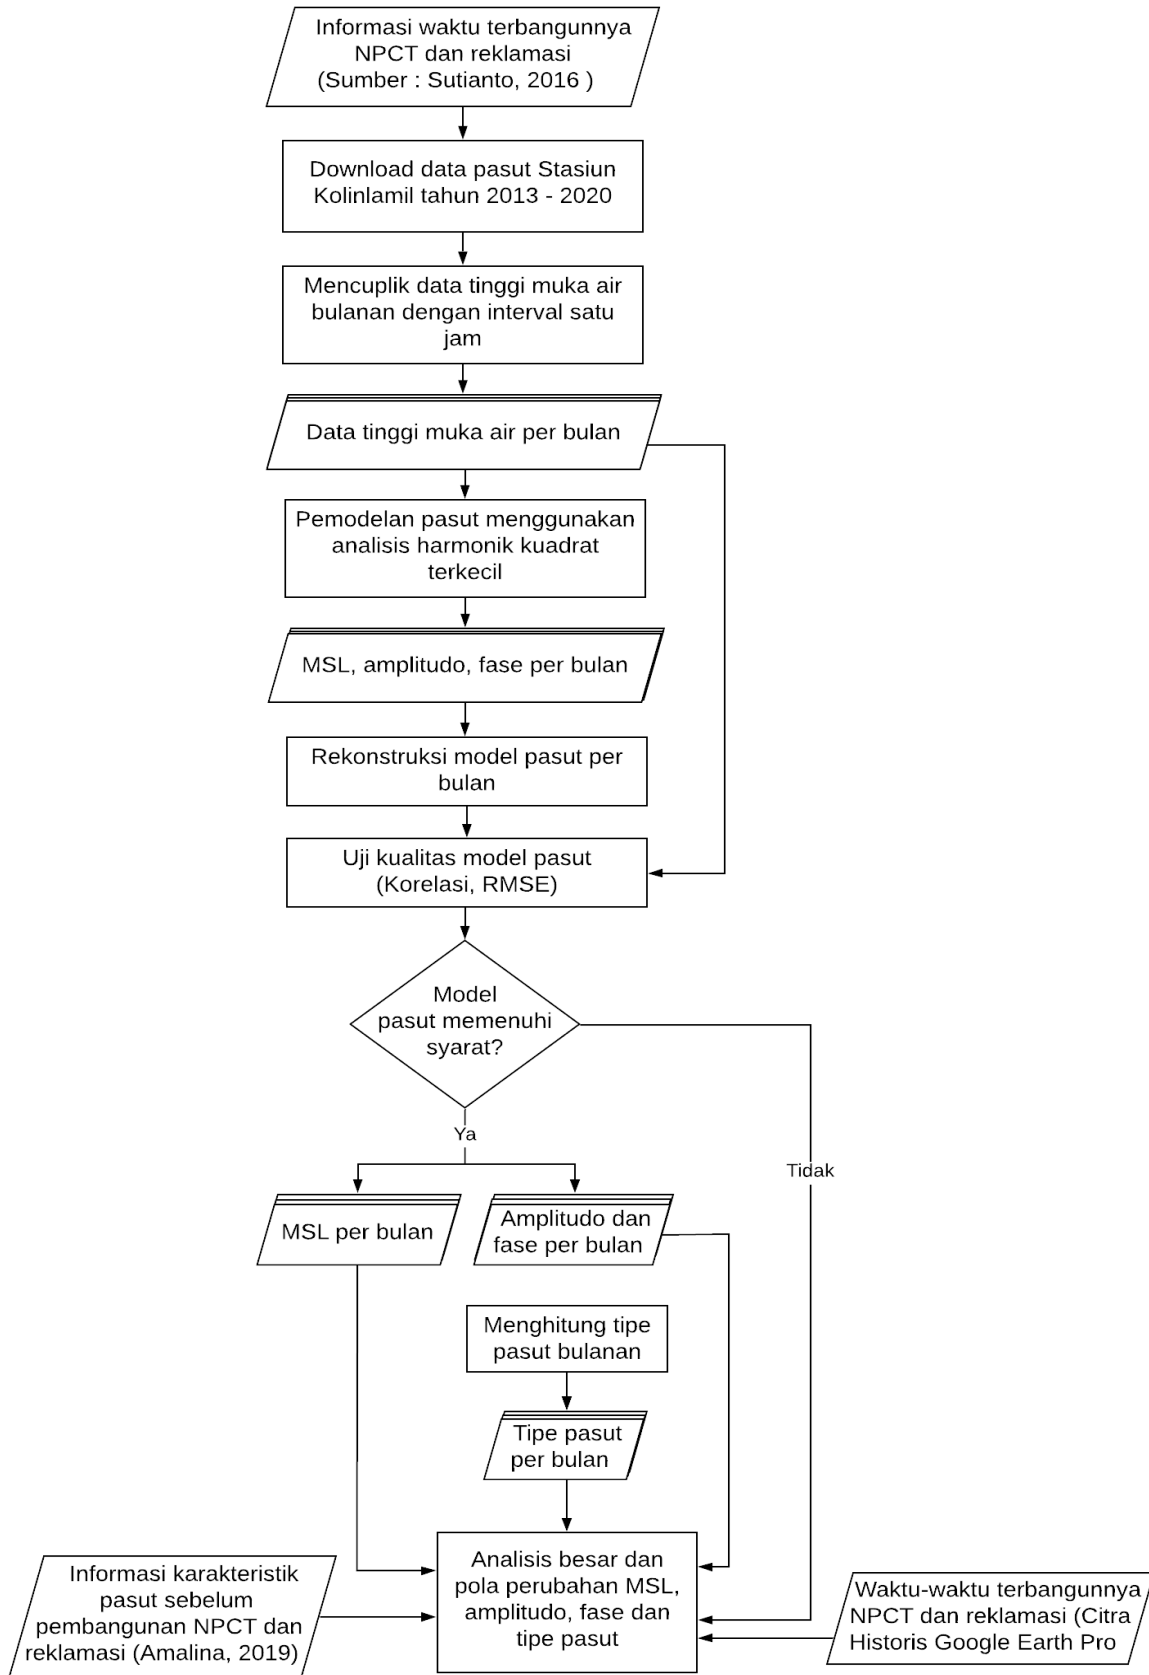 Informasi waktu terbangunnya
NPCT dan reklamasi
(Sumber : Sutianto, 2016 )
Download data pasut Stasiun
Kolinlamil tahun 2013 - 2020
Mencuplik data tinggi muka air
bulanan dengan interval satu
jam
Data tinggi muka air per bulan
Pemodelan pasut menggunakan
analisis harmonik kuadrat
terkecil
MSL, amplitudo, fase per bulan
Rekonstruksi model pasut per
bulan
Uji kualitas model pasut
(Korelasi, RMSE)
Model
pasut memenuhi
syarat?
Ya
Tidak
MSL per bulan
Amplitudo dan
fase per bulan
Menghitung tipe
pasut bulanan
Tipe pasut
per bulan
Analisis besar dan
pola perubahan MSL,
amplitudo, fase dan
tipe pasut
Informasi karakteristik
pasut sebelum
pembangunan NPCT dan
reklamasi (Amalina, 2019)
Waktu-waktu terbangunnya
NPCT dan reklamasi (Citra
Historis Google Earth Pro